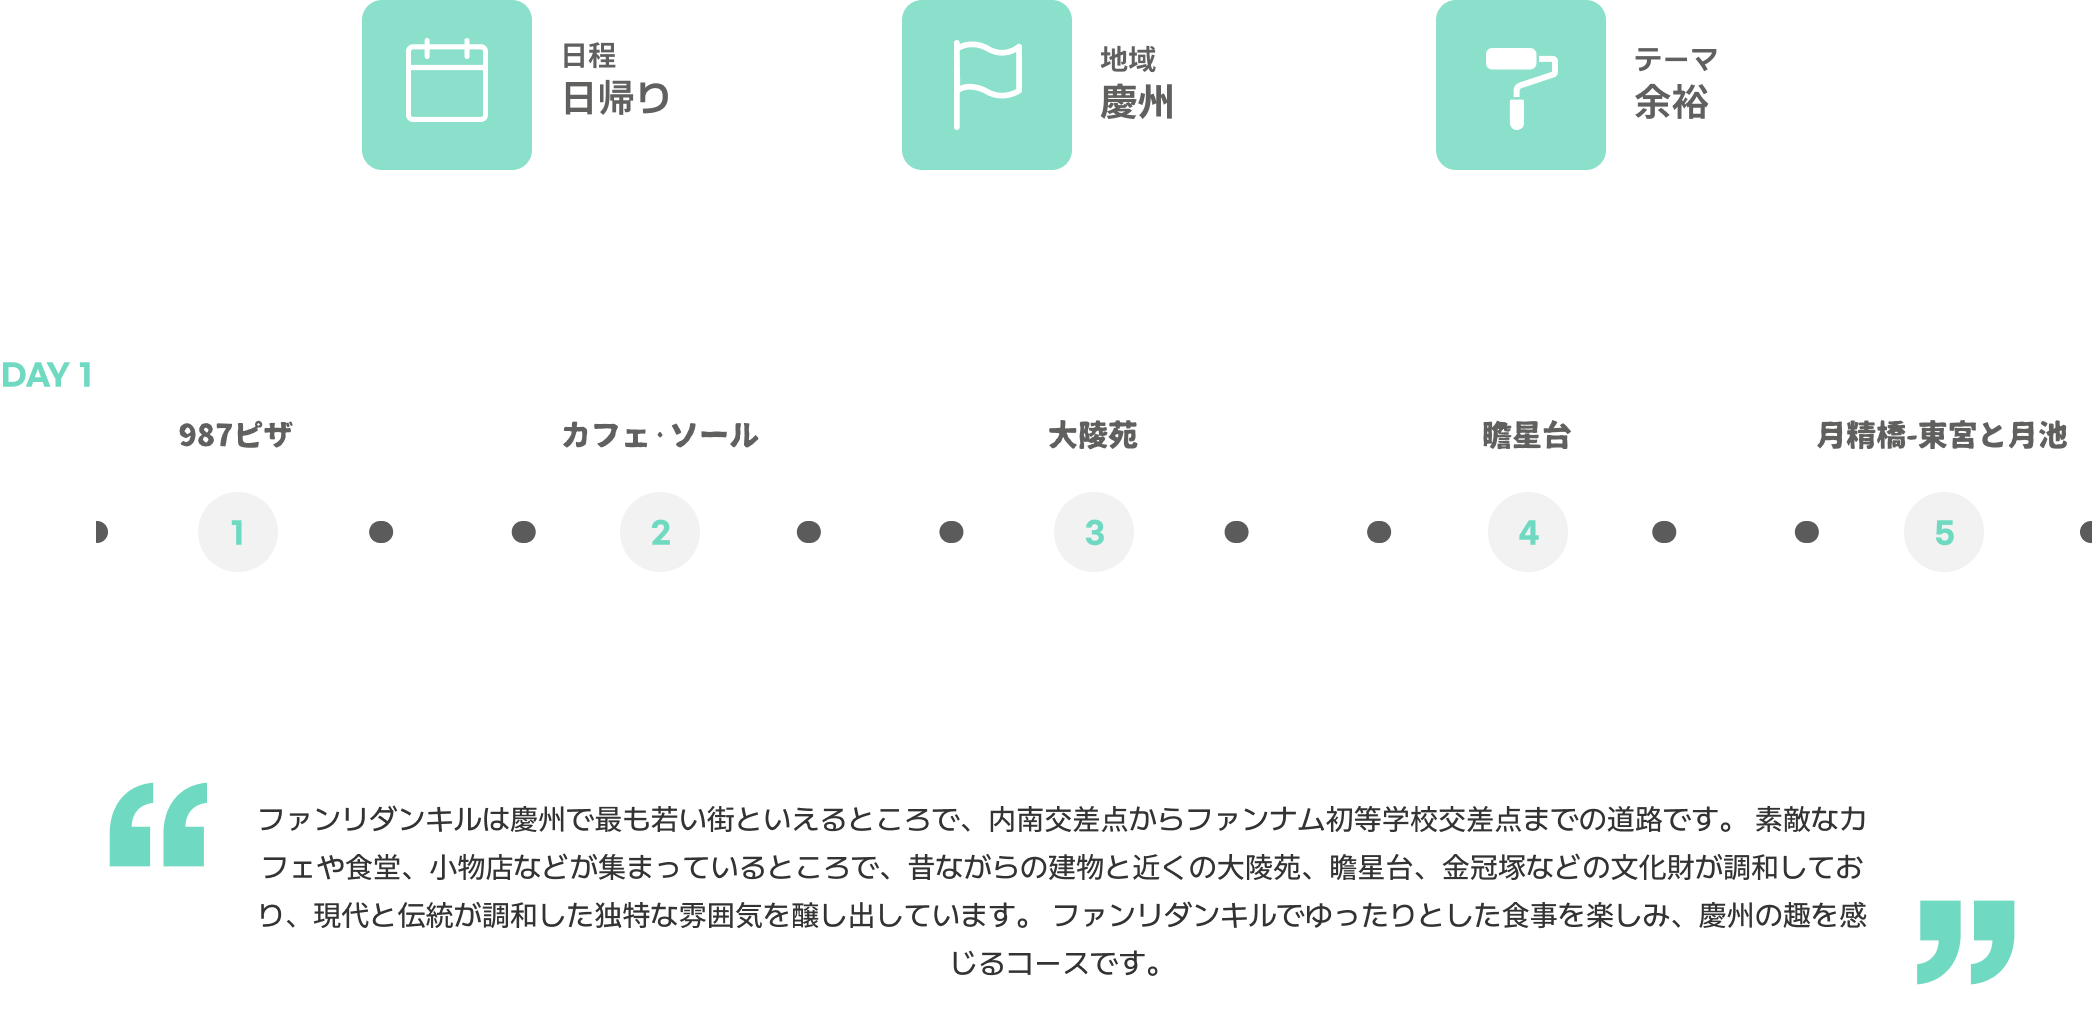 日程
日帰り
地域
慶州
テーマ
余裕
DAY 1
987ピザ
カフェ·ソール
大陵苑
瞻星台
月精橋-東宮と月池
1
2
3
4
5
ファンリダンキルは慶州で最も若い街といえるところで、内南交差点からファンナム初等学校交差点までの道路です。 素敵なカ
フェや食堂、小物店などが集まっているところで、昔ながらの建物と近くの大陵苑、瞻星台、金冠塚などの文化財が調和してお
り、現代と伝統が調和した独特な雰囲気を醸し出しています。 ファンリダンキルでゆったりとした食事を楽しみ、慶州の趣を感
じるコースです。